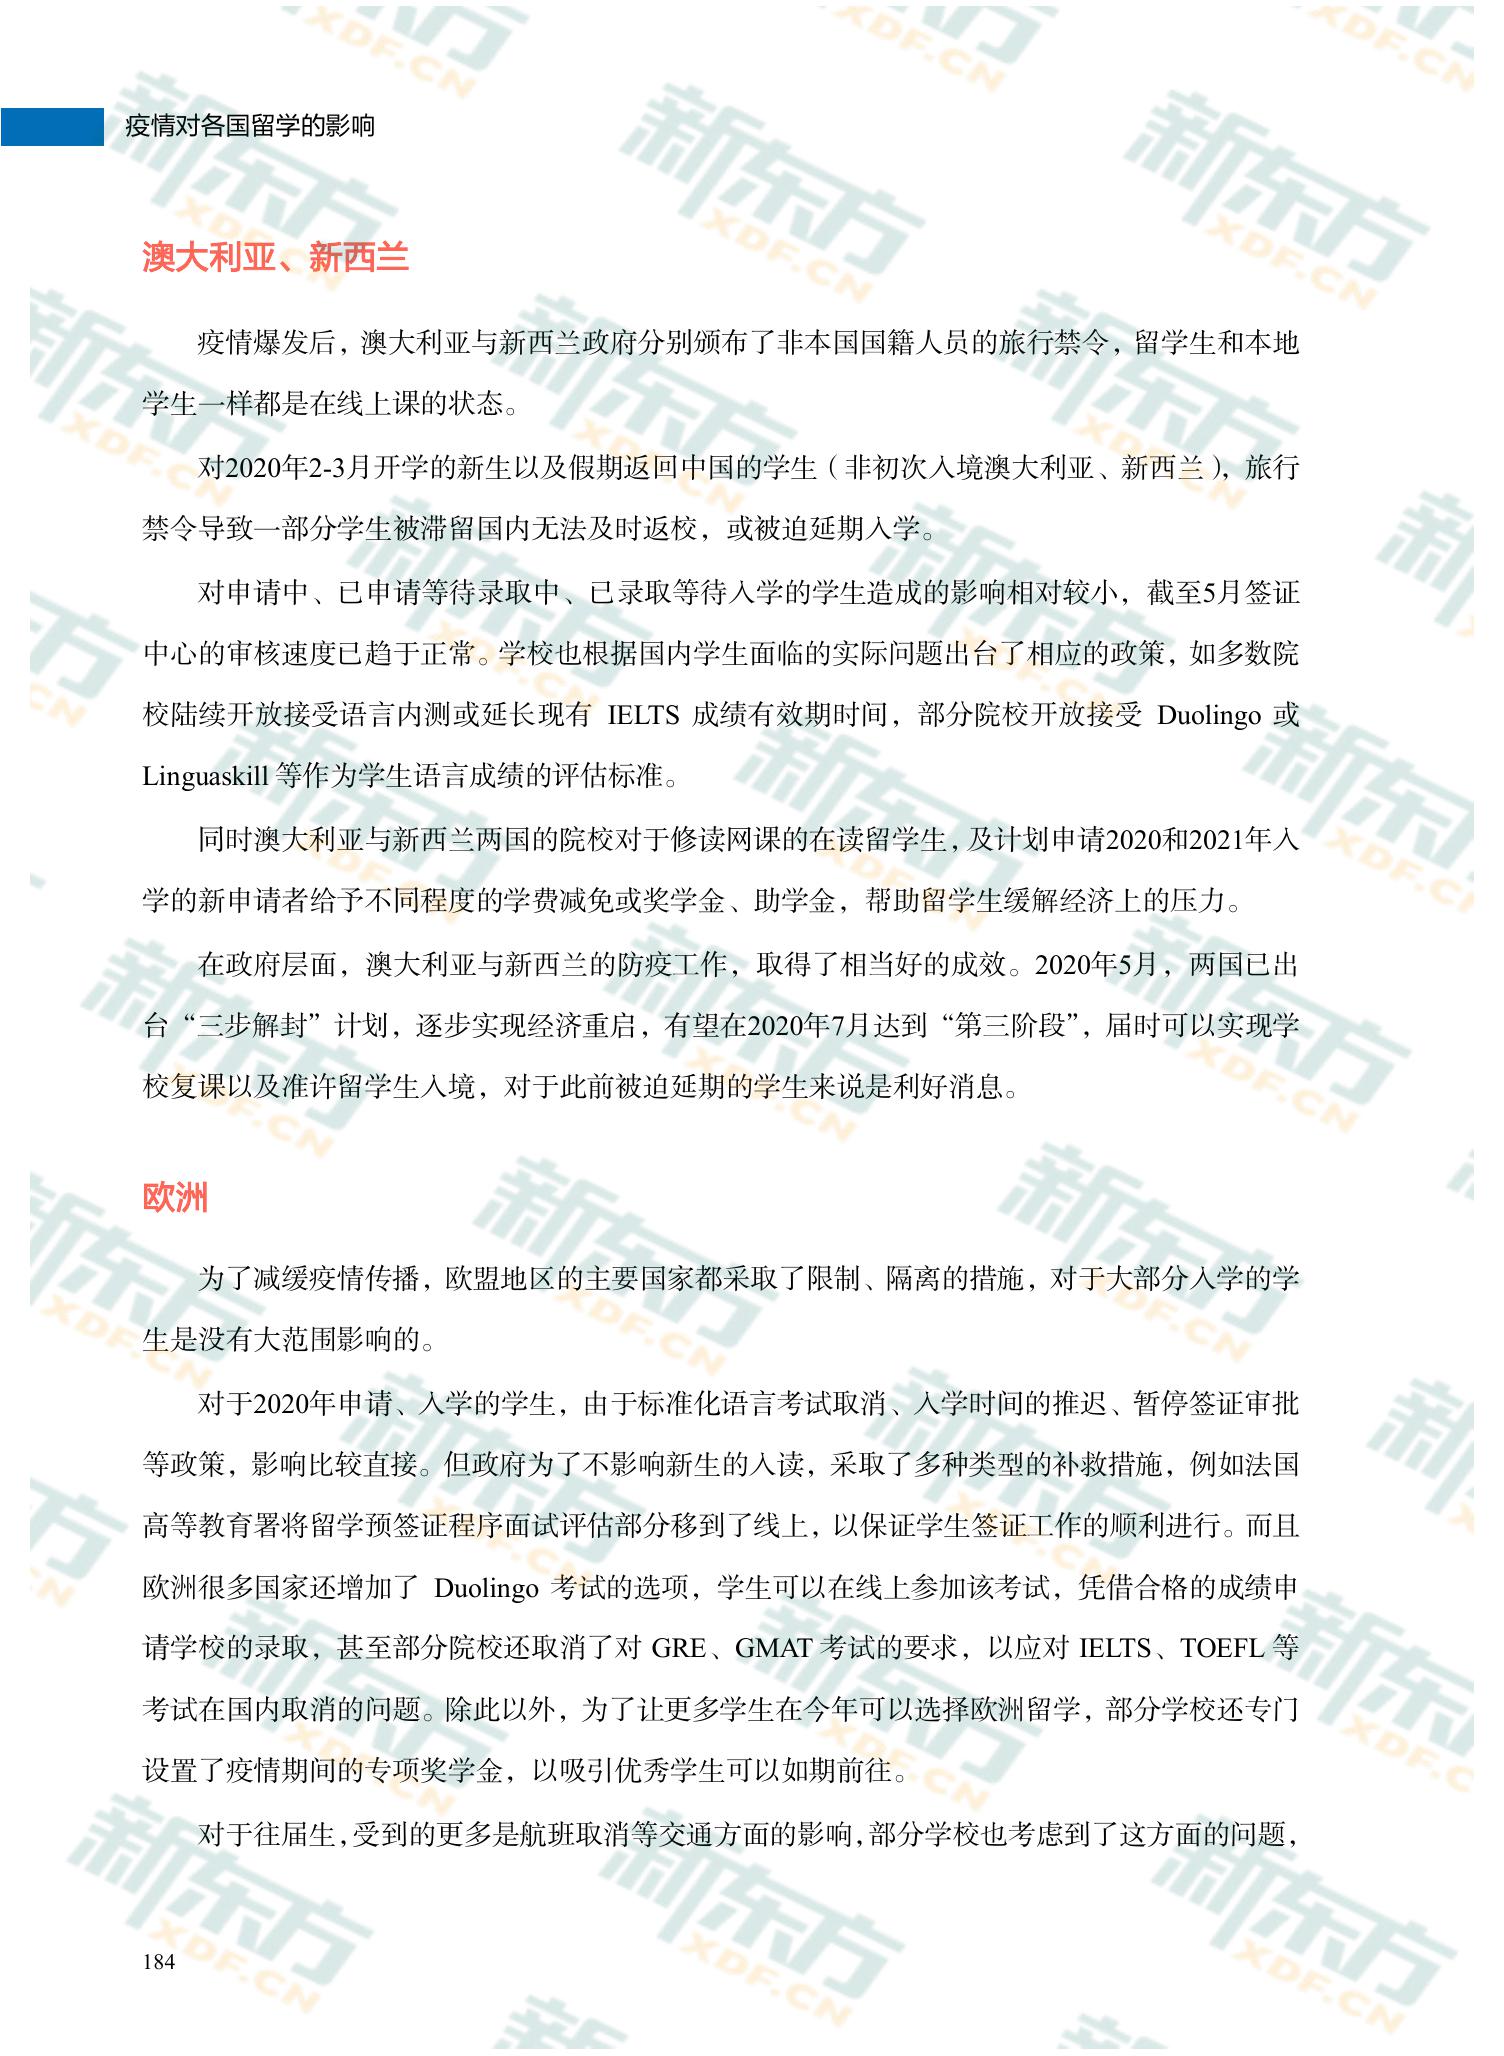 疫情对各国留学的影响
澳大利亚、新西兰
疫情爆发后，澳大利亚与新西兰政府分别颁布了非本国国籍人员的旅行禁令，留学生和本地
学生一样都是在线上课的状态。
对2020年2-3月开学的新生以及假期返回中国的学生（非初次入境澳大利亚、新西兰），旅行
禁令导致一部分学生被滞留国内无法及时返校，或被迫延期入学。
对申请中、已申请等待录取中、已录取等待入学的学生造成的影响相对较小，截至5月签证
中心的审核速度已趋于正常。学校也根据国内学生面临的实际问题出台了相应的政策，如多数院
校陆续开放接受语言内测或延长现有 IELTS 成绩有效期时间，部分院校开放接受 Duolingo 或
Linguaskill 等作为学生语言成绩的评估标准。
同时澳大利亚与新西兰两国的院校对于修读网课的在读留学生，及计划申请2020和2021年入
学的新申请者给予不同程度的学费减免或奖学金、助学金，帮助留学生缓解经济上的压力。
在政府层面，澳大利亚与新西兰的防疫工作，取得了相当好的成效。2020年5月，两国已出
台“三步解封”计划，逐步实现经济重启，有望在2020年7月达到“第三阶段”，届时可以实现学
校复课以及准许留学生入境，对于此前被迫延期的学生来说是利好消息。
欧洲
为了减缓疫情传播，欧盟地区的主要国家都采取了限制、隔离的措施，对于大部分入学的学
生是没有大范围影响的。
对于2020年申请、入学的学生，由于标准化语言考试取消、入学时间的推迟、暂停签证审批
等政策，影响比较直接。但政府为了不影响新生的入读，采取了多种类型的补救措施，例如法国
高等教育署将留学预签证程序面试评估部分移到了线上，以保证学生签证工作的顺利进行。而且
欧洲很多国家还增加了 Duolingo 考试的选项，学生可以在线上参加该考试，凭借合格的成绩申
请学校的录取，甚至部分院校还取消了对 GRE、GMAT 考试的要求，以应对 IELTS、TOEFL 等
考试在国内取消的问题。除此以外，为了让更多学生在今年可以选择欧洲留学，部分学校还专门
设置了疫情期间的专项奖学金，以吸引优秀学生可以如期前往。
对于往届生，受到的更多是航班取消等交通方面的影响，部分学校也考虑到了这方面的问题，
184
新东方
XDF.CN